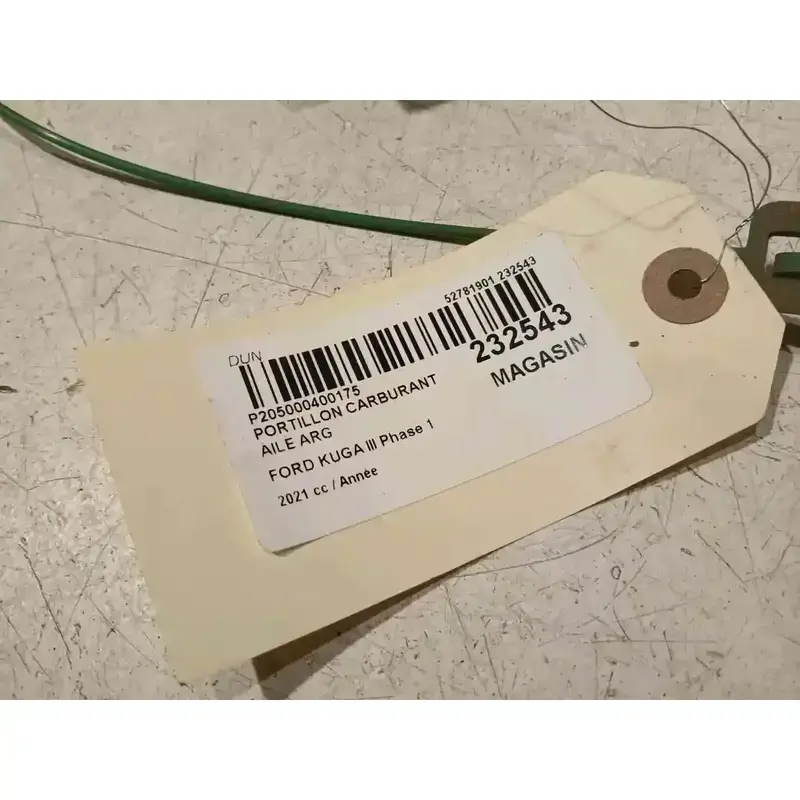 DUN
52781901 232543
P205000400175
232543
PORTILLON CARBURANT
MAGASIN
AILE ARG
FORD KUGA III Phase 1
2021 cc / Année